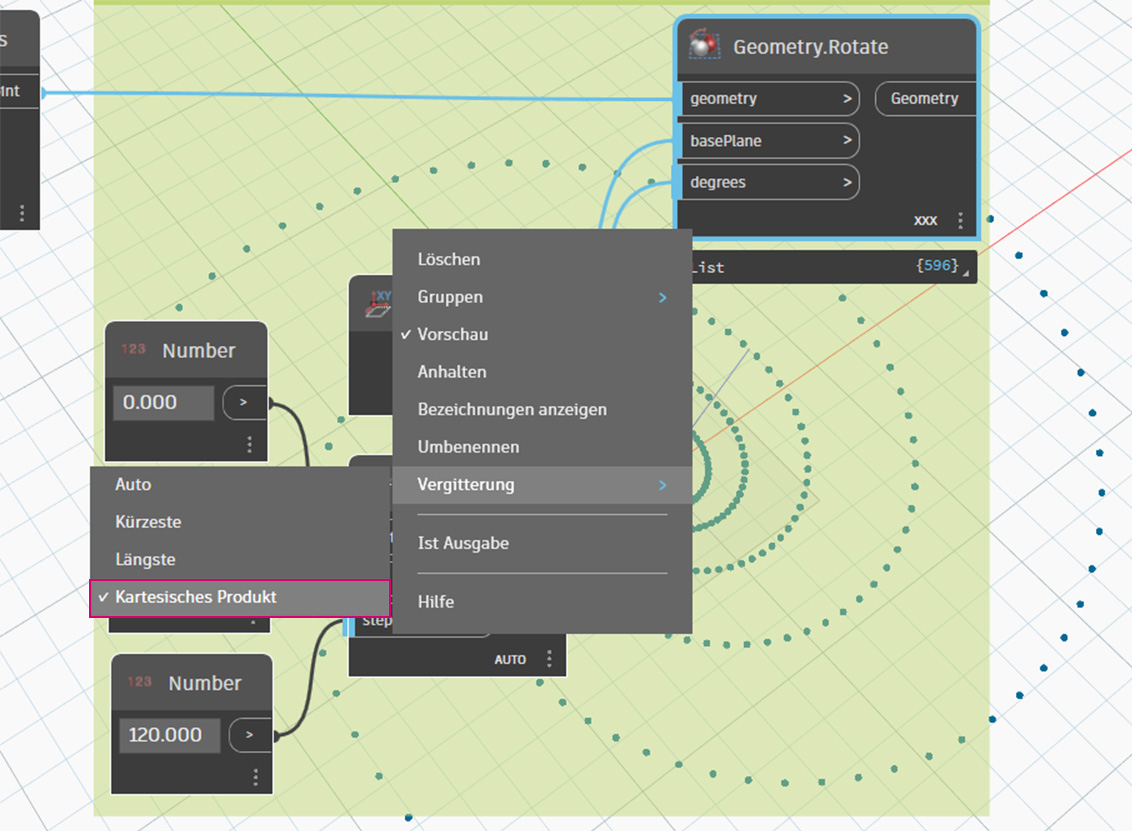 s
int
Geometry.Rotate
geometry >
Geometry
basePlane >
degrees >
XXX
List {596}
XY
123 Number
0.000 >
Löschen
Gruppen >
✓ Vorschau
Anhalten
Bezeichnungen anzeigen
Umbenennen
Vergitterung >
Ist Ausgabe
Hilfe
Auto
Kürzeste
Längste
✓ Kartesisches Produkt
step
AUTO
123 Number
120.000 >